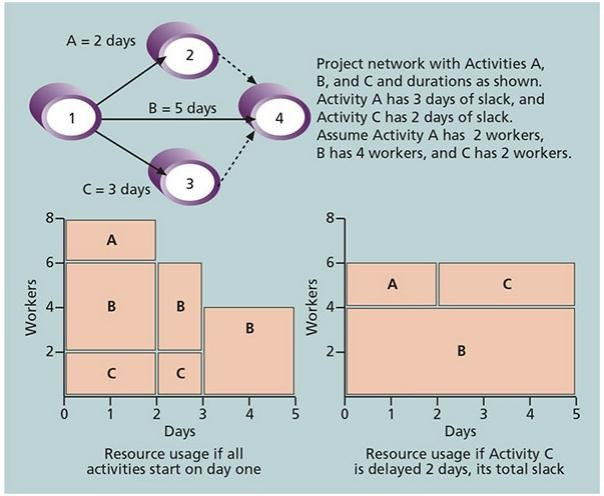 A = 2 days
2
1
B = 5 days
4
C = 3 days
3
Project network with Activities A,
B, and C and durations as shown.
Activity A has 3 days of slack, and
Activity C has 2 days of slack.
Assume Activity A has 2 workers,
B has 4 workers, and C has 2 workers.
Workers
8
6
4
2
A
B
B
B
C
C
0 1 2 3 4 5
Days
Resource usage if all
activities start on day one
Workers
8
6
4
2
A
C
B
0 1 2 3 4 5
Days
Resource usage if Activity C
is delayed 2 days, its total slack